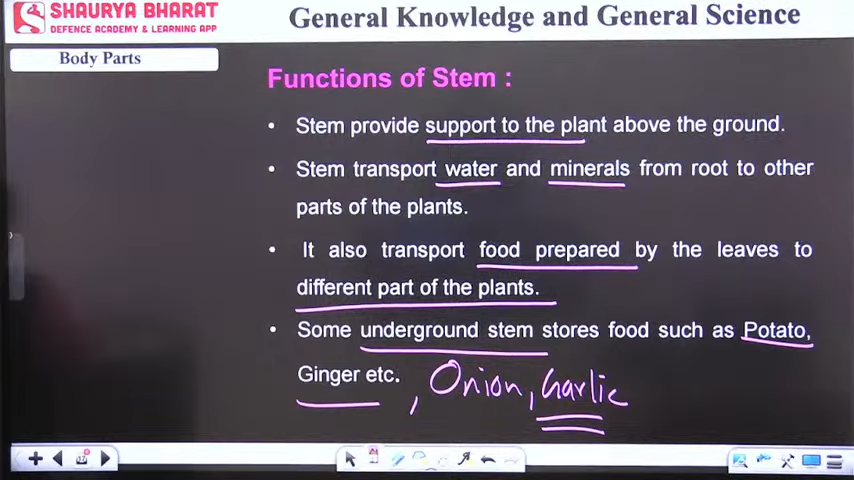 SHAURYA BHARAT
DEFENCE ACADEMY & LEARNING APP
General Knowledge and General Science
Body Parts
Functions of Stem :
• Stem provide support to the plant above the ground.
• Stem transport water and minerals from root to other
parts of the plants.
• It also transport food prepared by the leaves to
different part of the plants.
• Some underground stem stores food such as Potato,
Ginger etc. , Onion, Garlic